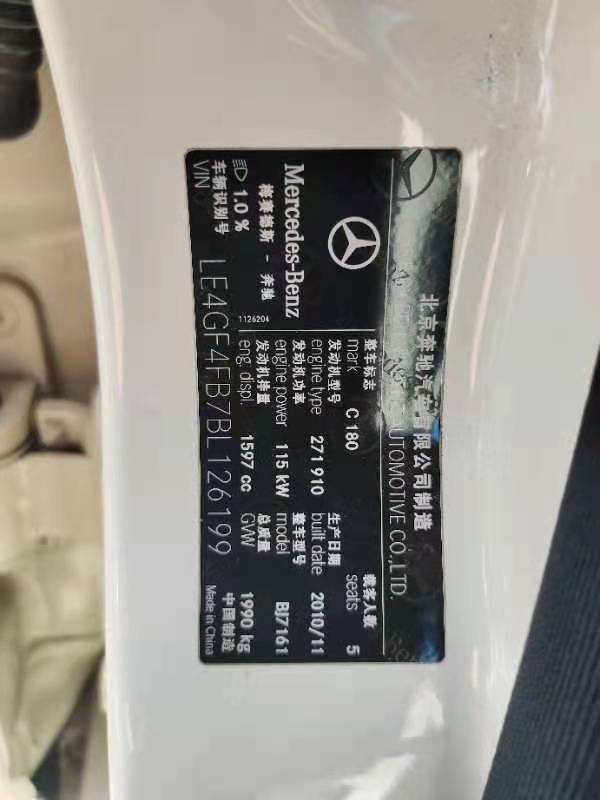 北京奔驰汽车有限公司制造
AUTOMOTIVE CO.,LTD.
Mercedes-Benz
梅赛德斯 - 奔驰
1.0 %
1126204
整车标志 mark C 180
载客人数 seats 5
发动机型号 engine type 271 910
生产日期 built date 2010/11
发动机功率 engine power 115 kW
整车型号 model BJ7161
发动机排量 eng. displ. 1597 cc
总质量 GVW 1990 kg
车辆识别号
VIN LE4GF4FB7BL126199
中国制造
Made in China